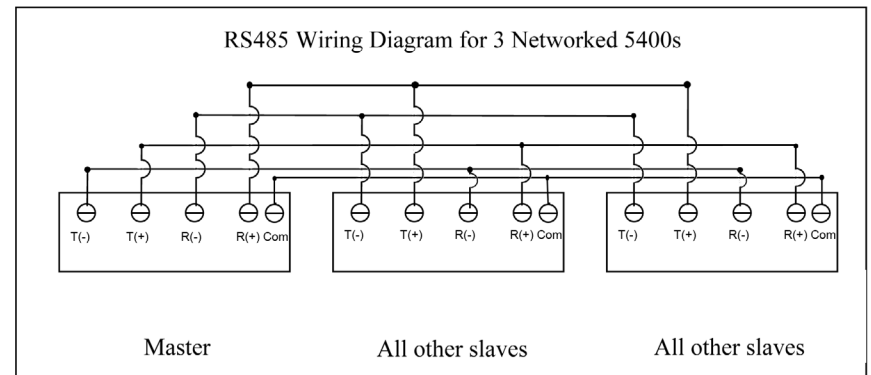 RS485 Wiring Diagram for 3 Networked 5400s
T(-) T(+) R(-) R(+) Com T(-) T(+) R(-) R(+) Com T(-) T(+) R(-) R(+) Com
Master All other slaves All other slaves